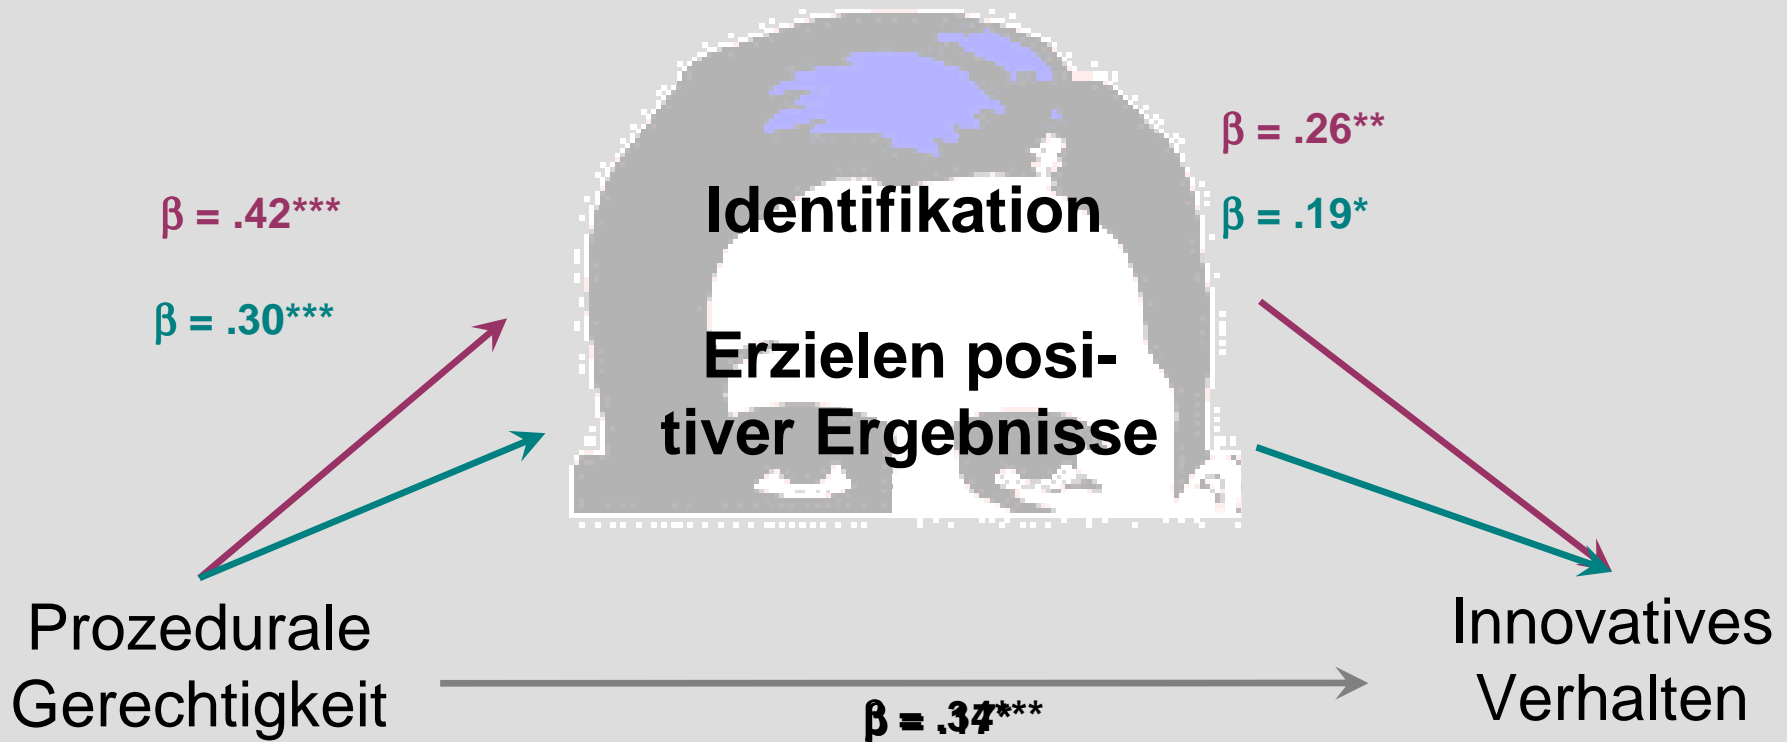 β = .26**
β = .42***
Identifikation
β = .19*
β = .30***
Erzielen posi-
tiver Ergebnisse
Prozedurale
Gerechtigkeit
Innovatives
Verhalten